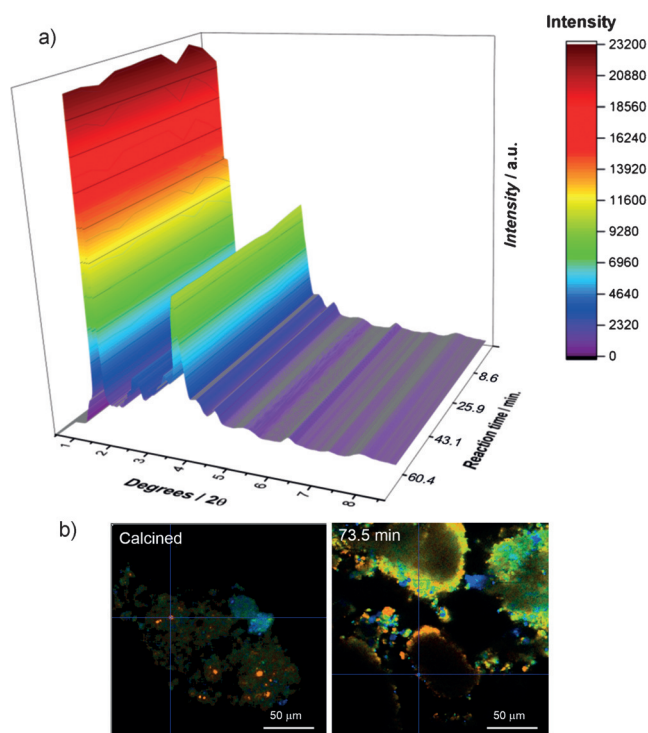 Intensity
a)
23200
20880
18560
16240
13920
11600
9280
6960
4640
2320
0
Intensity / a.u.
8.6
25.9
43.1
60.4
Reaction time / min.
1
2
3
4
5
6
7
8
Degrees / 2θ
b)
Calcined
73.5 min
50 μm
50 μm